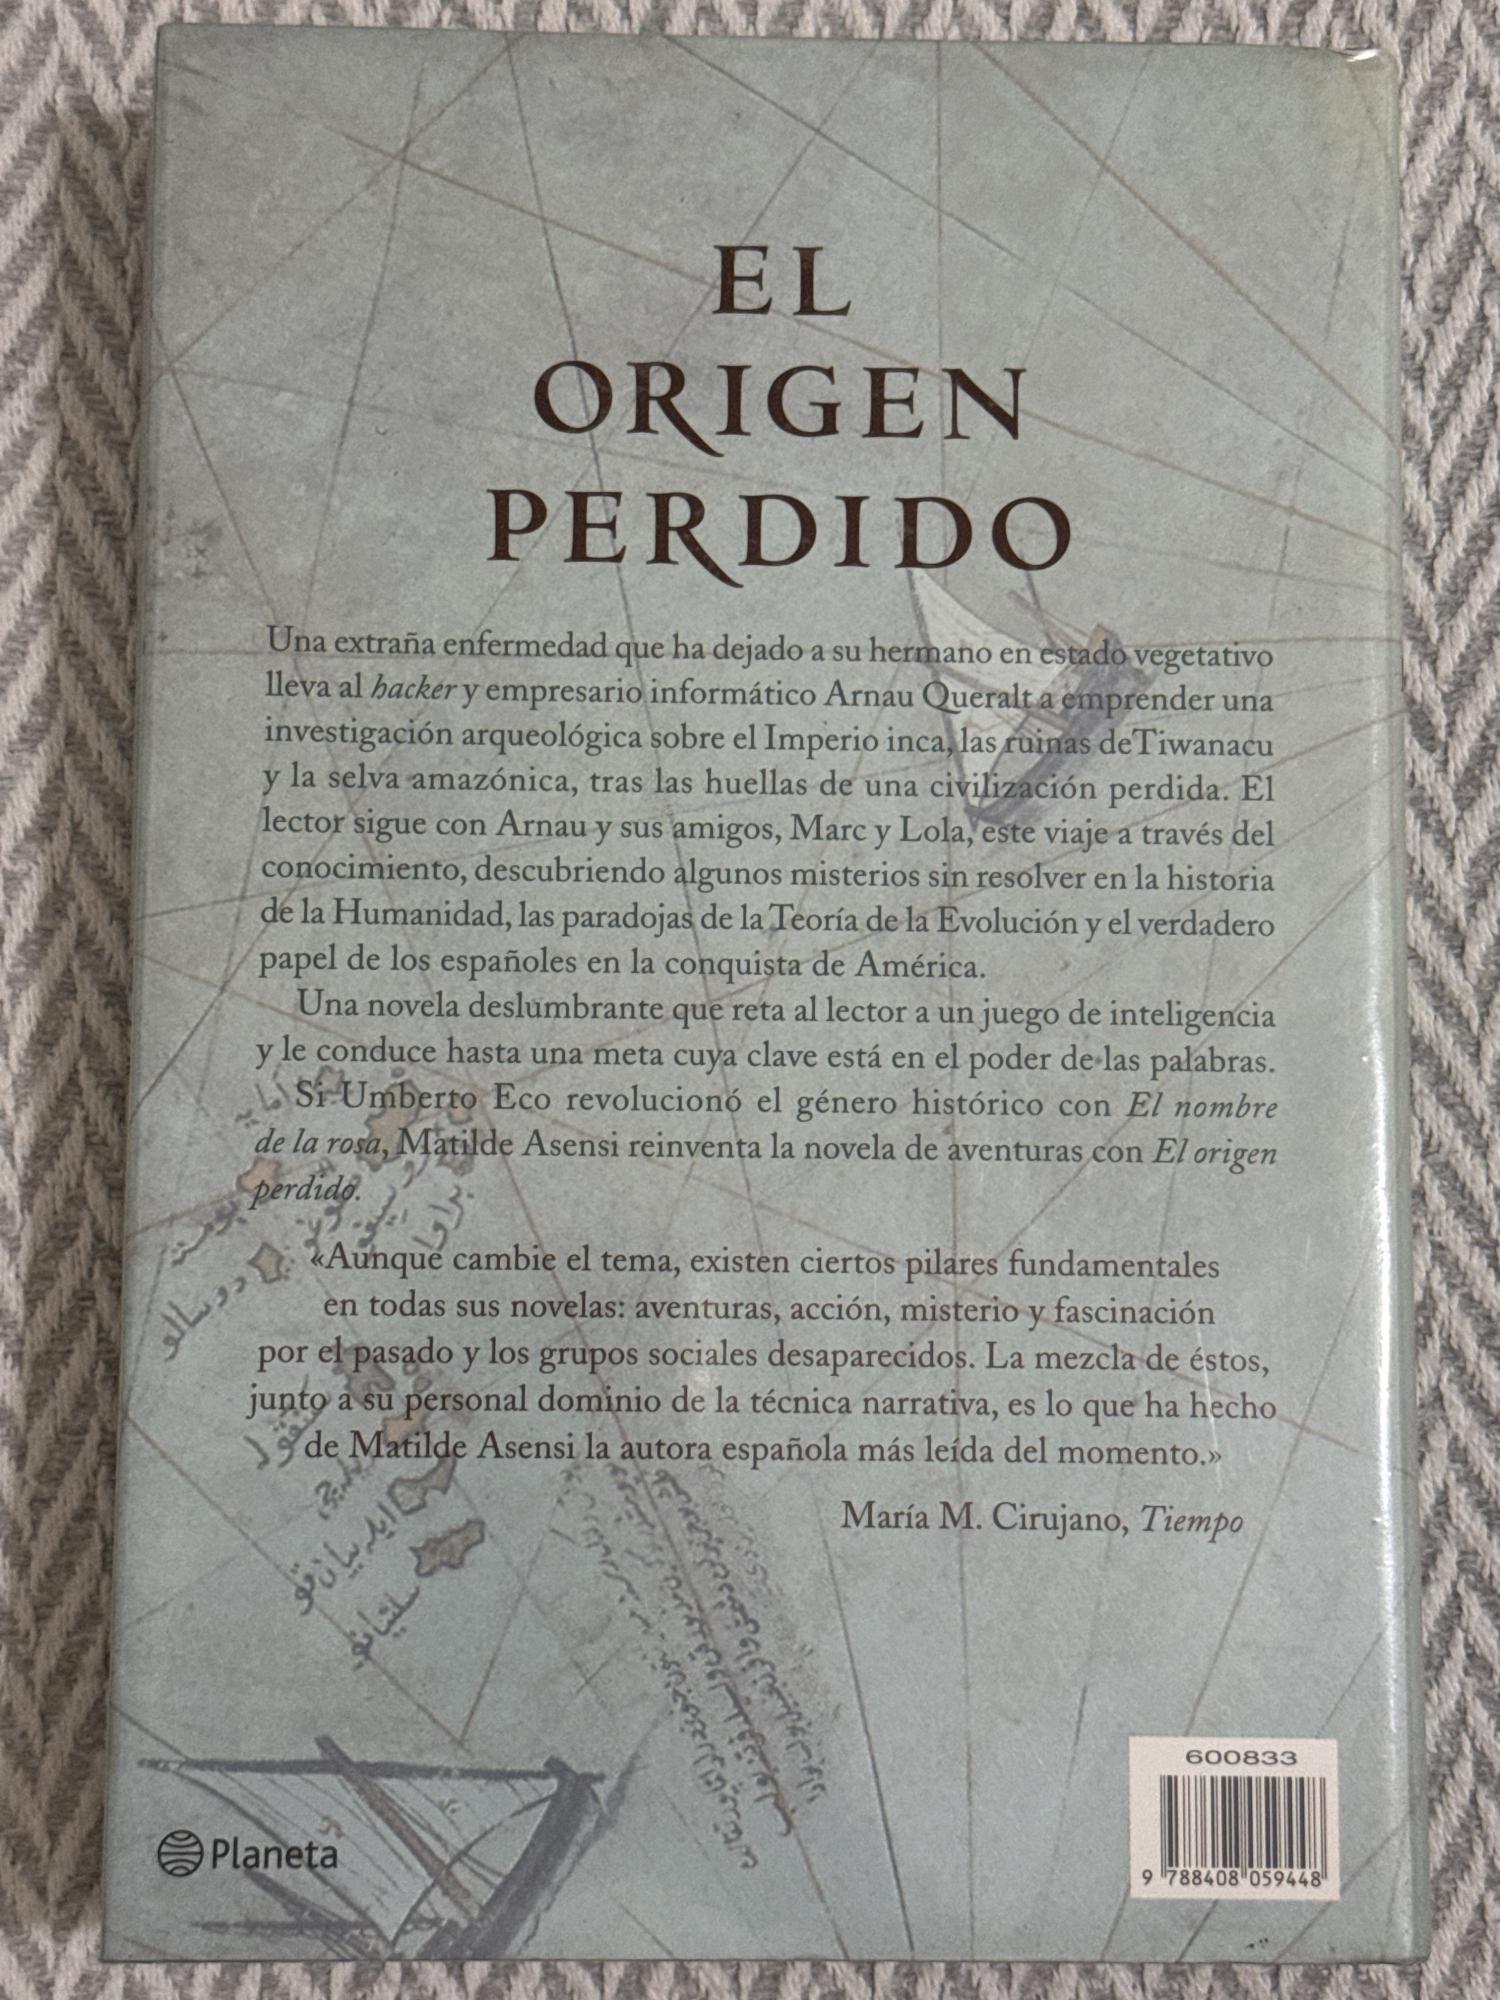 EL
ORIGEN
PERDIDO
Una extraña enfermedad que ha dejado a su hermano en estado vegetativo
lleva al hacker y empresario informático Arnau Queralt a emprender una
investigación arqueológica sobre el Imperio inca, las ruinas deTiwanacu
y la selva amazónica, tras las huellas de una civilización perdida. El
lector sigue con Arnau y sus amigos, Marc y Lola, este viaje a través del
conocimiento, descubriendo algunos misterios sin resolver en la historia
de la Humanidad, las paradojas de la Teoría de la Evolución y el verdadero
papel de los españoles en la conquista de América.
Una novela deslumbrante que reta al lector a un juego de inteligencia
y le conduce hasta una meta cuya clave está en el poder de las palabras.
Si Umberto Eco revolucionó el género histórico con El nombre
de la rosa, Matilde Asensi reinventa la novela de aventuras con El origen
perdido.
«Aunque cambie el tema, existen ciertos pilares fundamentales
en todas sus novelas: aventuras, acción, misterio y fascinación
por el pasado y los grupos sociales desaparecidos. La mezcla de éstos,
junto a su personal dominio de la técnica narrativa, es lo que ha hecho
de Matilde Asensi la autora española más leída del momento.»
María M. Cirujano, Tiempo
600833
9 788408 059448
Planeta